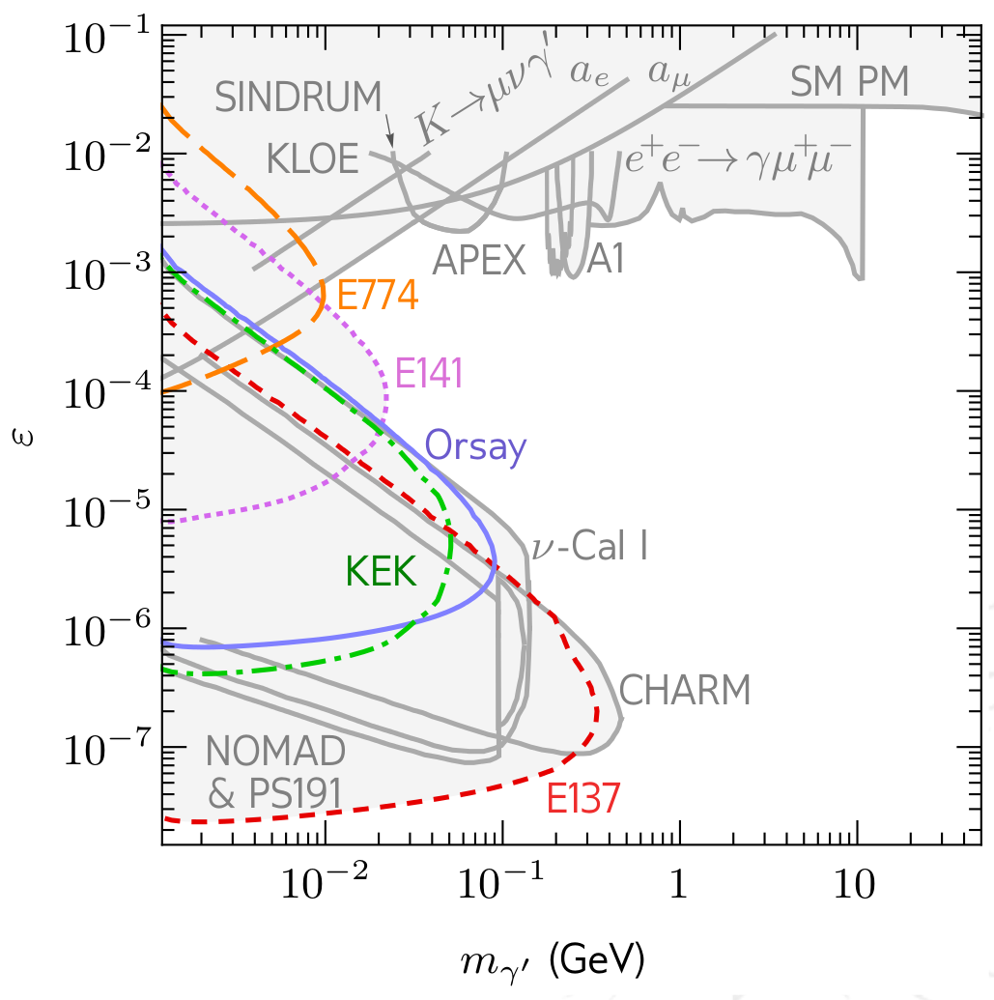 10⁻¹
10⁻²
10⁻³
10⁻⁴
10⁻⁵
10⁻⁶
10⁻⁷
ε
SINDRUM
K→μνγ′
a_e
a_μ
SM PM
KLOE
e⁺e⁻→γμ⁺μ⁻
APEX
A1
E774
E141
Orsay
KEK
ν-Cal I
CHARM
NOMAD
& PS191
E137
10⁻²
10⁻¹
1
10
m_γ′ (GeV)